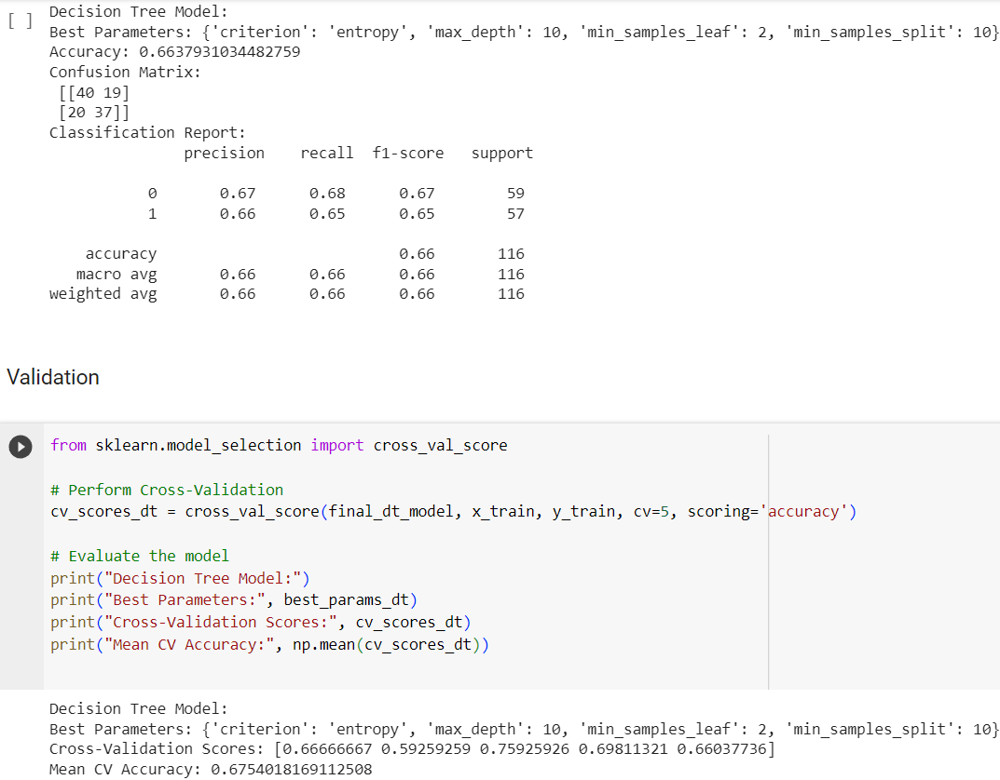 [ ] Decision Tree Model:
Best Parameters: {'criterion': 'entropy', 'max_depth': 10, 'min_samples_leaf': 2, 'min_samples_split': 10}
Accuracy: 0.6637931034482759
Confusion Matrix:
[[40 19]
[20 37]]
Classification Report:
precision recall f1-score support
0 0.67 0.68 0.67 59
1 0.66 0.65 0.65 57
accuracy 0.66 116
macro avg 0.66 0.66 0.66 116
weighted avg 0.66 0.66 0.66 116
Validation
from sklearn.model_selection import cross_val_score
# Perform Cross-Validation
cv_scores_dt = cross_val_score(final_dt_model, x_train, y_train, cv=5, scoring='accuracy')
# Evaluate the model
print("Decision Tree Model:")
print("Best Parameters:", best_params_dt)
print("Cross-Validation Scores:", cv_scores_dt)
print("Mean CV Accuracy:", np.mean(cv_scores_dt))
Decision Tree Model:
Best Parameters: {'criterion': 'entropy', 'max_depth': 10, 'min_samples_leaf': 2, 'min_samples_split': 10}
Cross-Validation Scores: [0.66666667 0.59259259 0.75925926 0.69811321 0.66037736]
Mean CV Accuracy: 0.6754018169112508